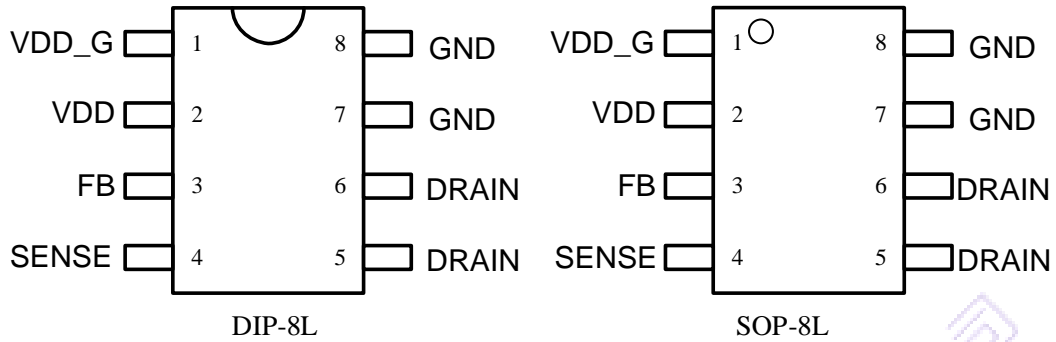 VDD_G 1 8 GND
VDD 2 7 GND
FB 3 6 DRAIN
SENSE 4 5 DRAIN
DIP-8L
VDD_G 1 8 GND
VDD 2 7 GND
FB 3 6 DRAIN
SENSE 4 5 DRAIN
SOP-8L